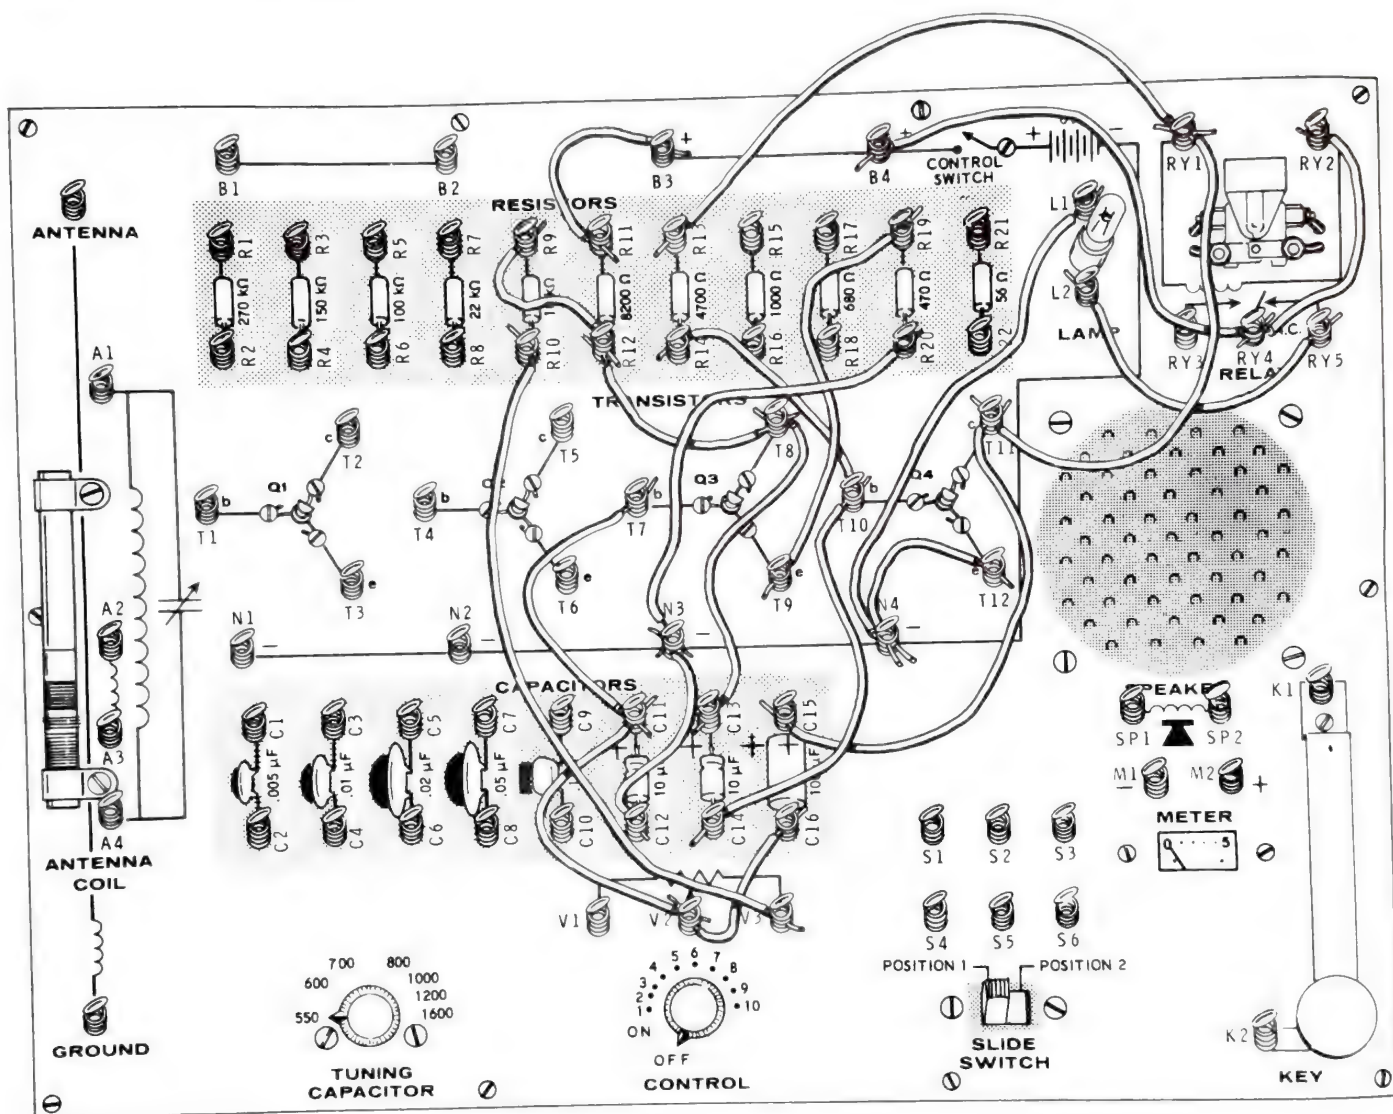 RY1
RY2
B1
B2
B3
+
B4
+
CONTROL
SWITCH
+
-
L1
L2
LAMP
ANTENNA
RESISTORS
R1
R3
R5
R7
R9
R11
R13
R15
R17
R19
R21
270 kΩ
150 kΩ
100 kΩ
22 kΩ
8200 Ω
4700 Ω
1000 Ω
680 Ω
470 Ω
56 Ω
R2
R4
R6
R8
R10
R12
R14
R16
R18
R20
RY3
RY4
RY5
A1
TRANSISTORS
c
T2
c
T5
T8
c
T11
T1
b
Q1
T4
b
T7
b
Q3
T10
b
Q4
T3
e
T6
e
T9
e
T12
e
A2
A3
A4
N1
-
N2
-
N3
-
N4
-
CAPACITORS
C1
C3
C5
C7
C9
C11
C13
C15
.005 µF
.01 µF
.02 µF
.05 µF
+
10 µF
+
10 µF
+ +
C2
C4
C6
C8
C10
C12
C14
C16
SP1
SP2
K1
M1
-
M2
+
METER
0
5
ANTENNA
COIL
S1
S2
S3
S4
S5
S6
V1
V2
V3
POSITION 1
POSITION 2
SLIDE
SWITCH
GROUND
550
600
700
800
1000
1200
1600
TUNING
CAPACITOR
OFF
ON
1
2
3
4
5
6
7
8
9
10
CONTROL
K2
KEY